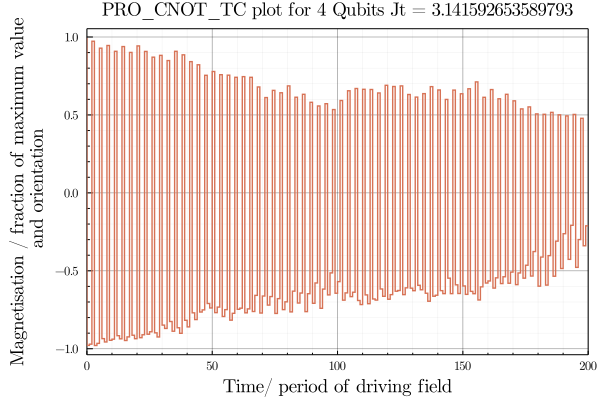 PRO_CNOT_TC plot for 4 Qubits Jt = 3.141592653589793
Magnetisation / fraction of maximum value
and orientation
1.0
0.5
0.0
−0.5
−1.0
0
50
100
150
200
Time/ period of driving field